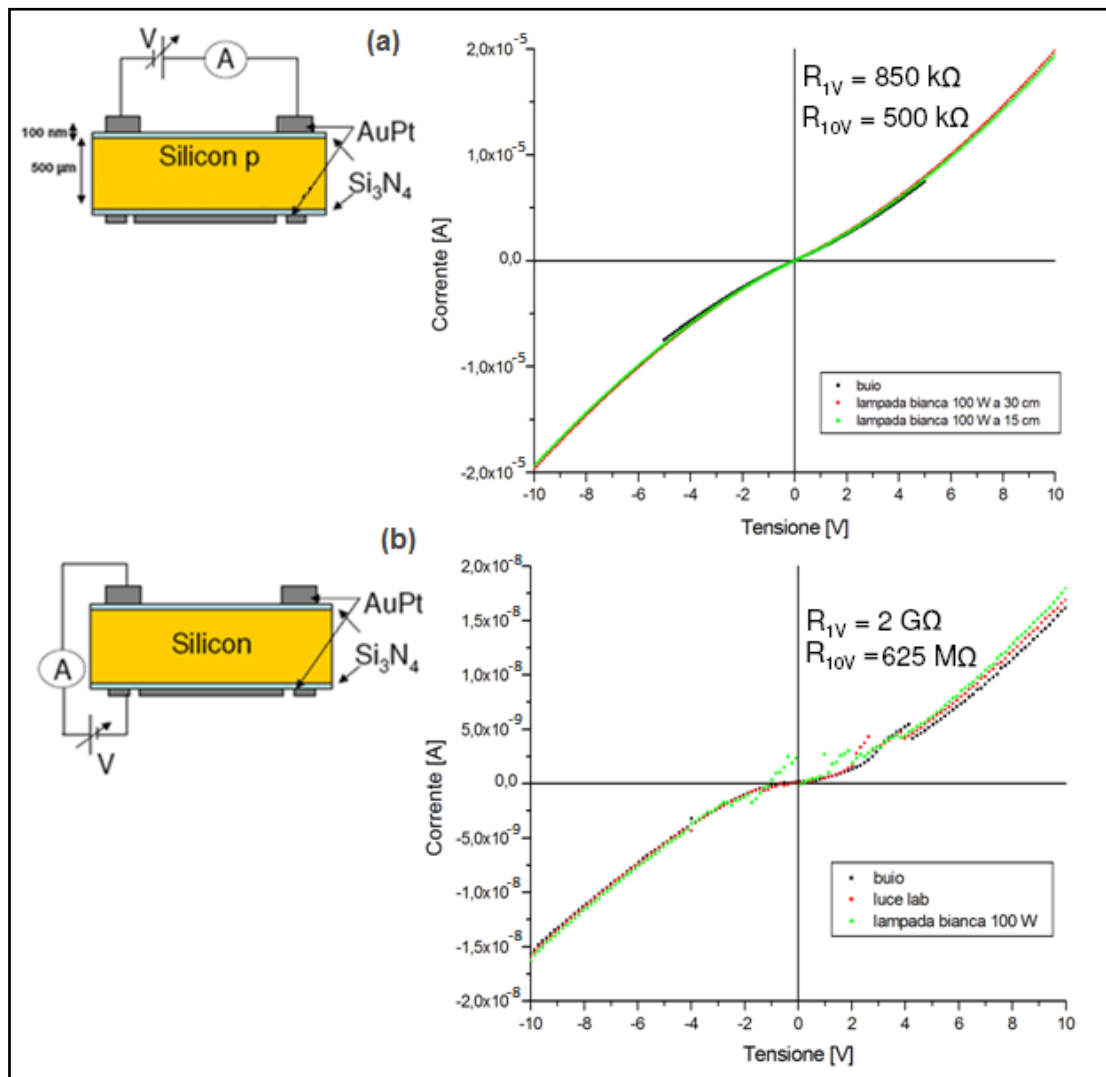 (a)
V
A
100 nm
500 µm
Silicon p
AuPt
Si₃N₄
2,0x10⁻⁵
1,0x10⁻⁵
0,0
-1,0x10⁻⁵
-2,0x10⁻⁵
Corrente [A]
R₁V = 850 kΩ
R₁₀V = 500 kΩ
buio
lampada bianca 100 W a 30 cm
lampada bianca 100 W a 15 cm
-10 -8 -6 -4 -2 0 2 4 6 8 10
Tensione [V]
(b)
A
V
Silicon
AuPt
Si₃N₄
2,0x10⁻⁸
1,5x10⁻⁸
1,0x10⁻⁸
5,0x10⁻⁹
0,0
-5,0x10⁻⁹
-1,0x10⁻⁸
-1,5x10⁻⁸
-2,0x10⁻⁸
Corrente [A]
R₁V = 2 GΩ
R₁₀V = 625 MΩ
buio
luce lab
lampada bianca 100 W
-10 -8 -6 -4 -2 0 2 4 6 8 10
Tensione [V]